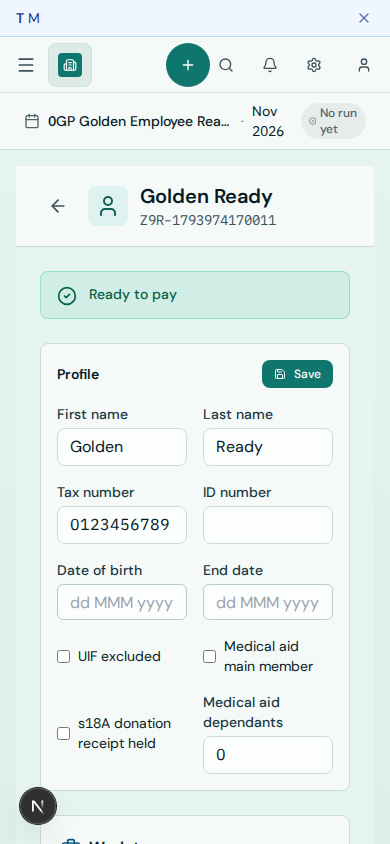 T M
0GP Golden Employee Rea... · Nov 2026 No run yet
Golden Ready
Z9R-1793974170011
Ready to pay
Profile Save
First name Last name
Golden Ready
Tax number ID number
0123456789
Date of birth End date
dd MMM yyyy dd MMM yyyy
UIF excluded Medical aid main member
s18A donation receipt held Medical aid dependants
0
N